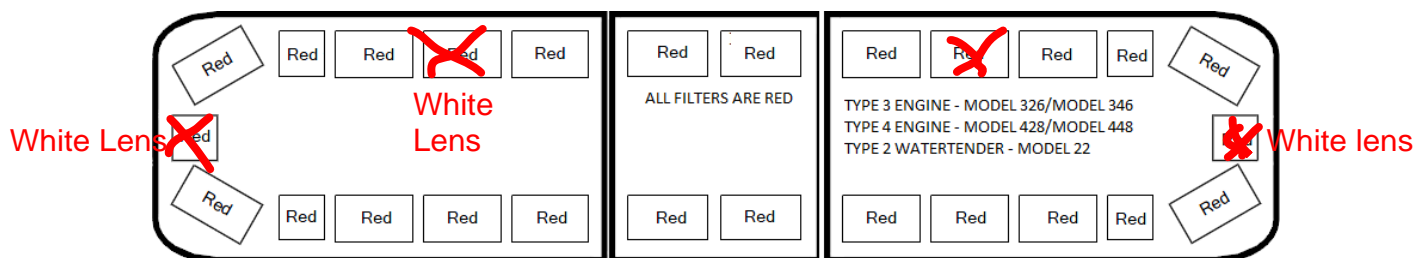 Red Red Red Red Red Red Red Red Red Red Red Red
White
Lens
ALL FILTERS ARE RED
TYPE 3 ENGINE - MODEL 326/MODEL 346
TYPE 4 ENGINE - MODEL 428/MODEL 448
TYPE 2 WATERTENDER - MODEL 22
White Lens
White lens
Red Red Red Red Red Red Red Red Red Red Red Red